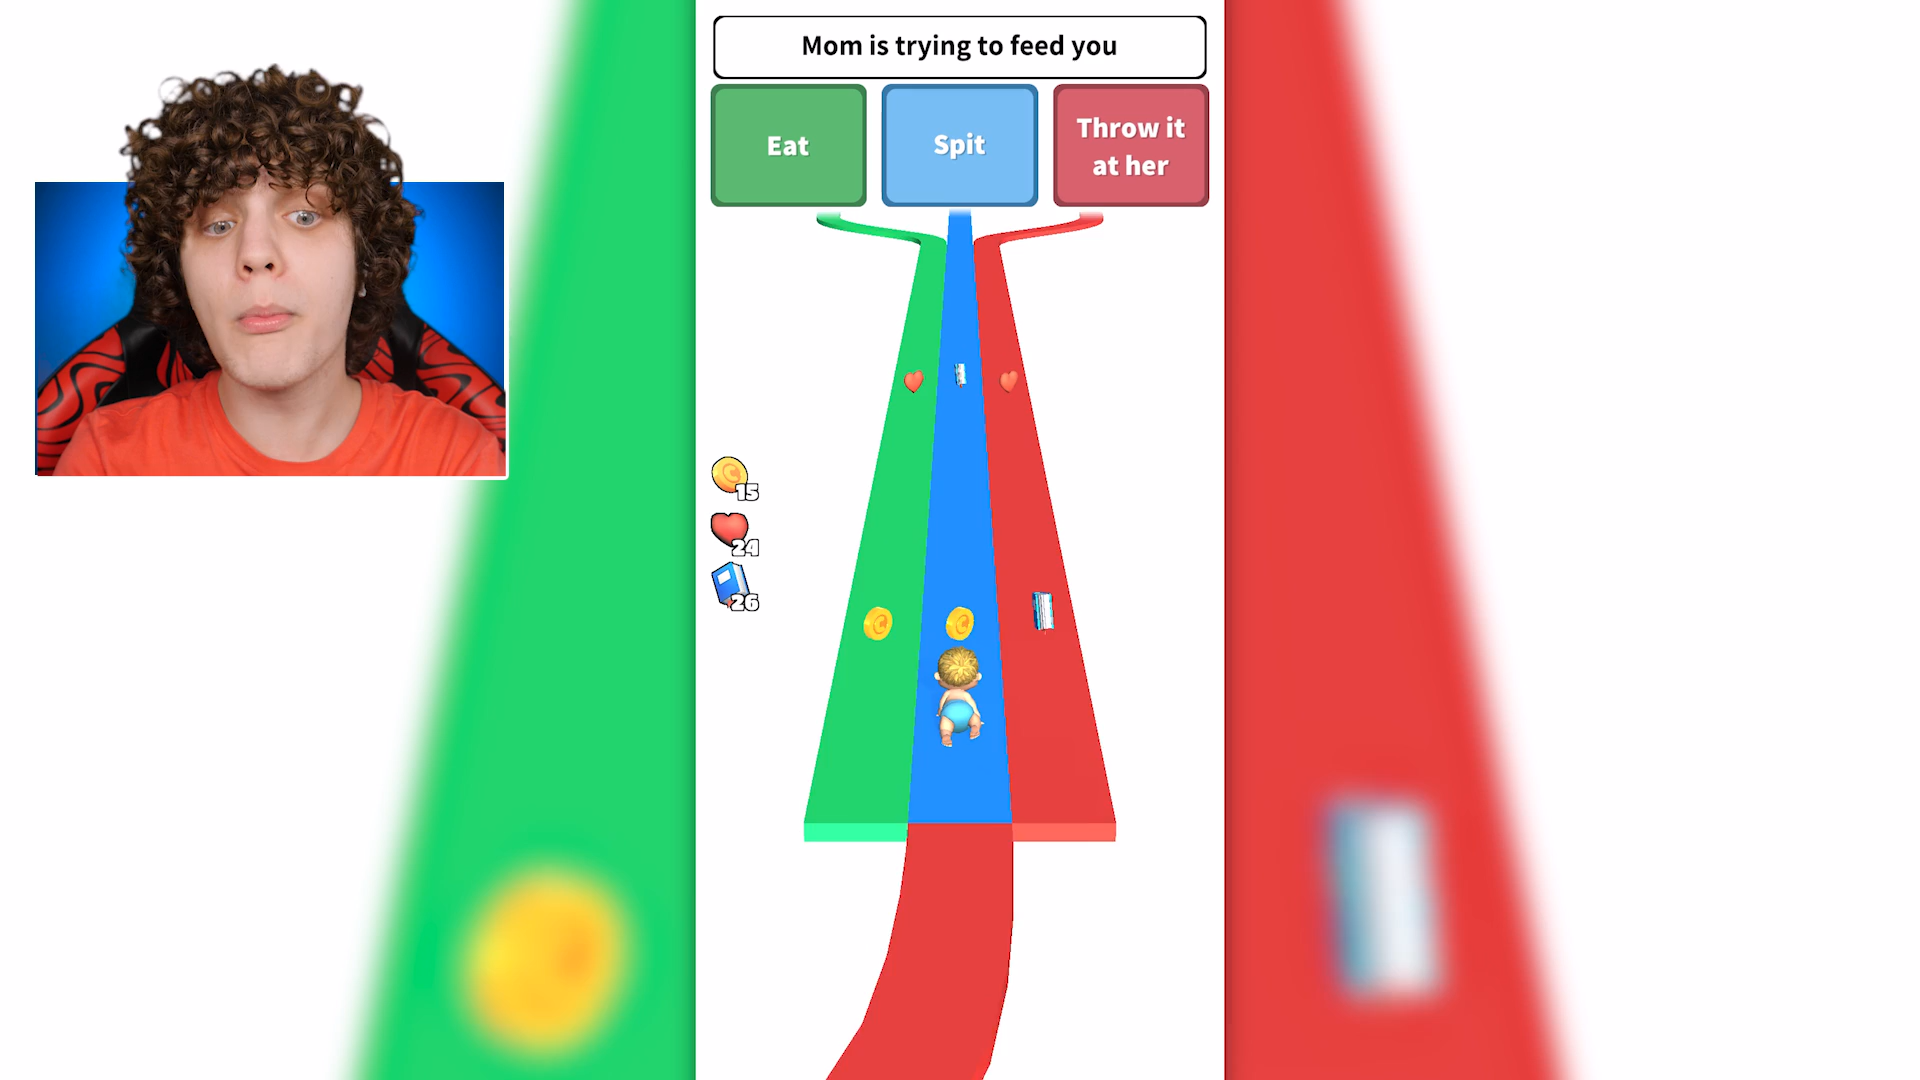 Mom is trying to feed you
Eat
Spit
Throw it
at her
15
24
26